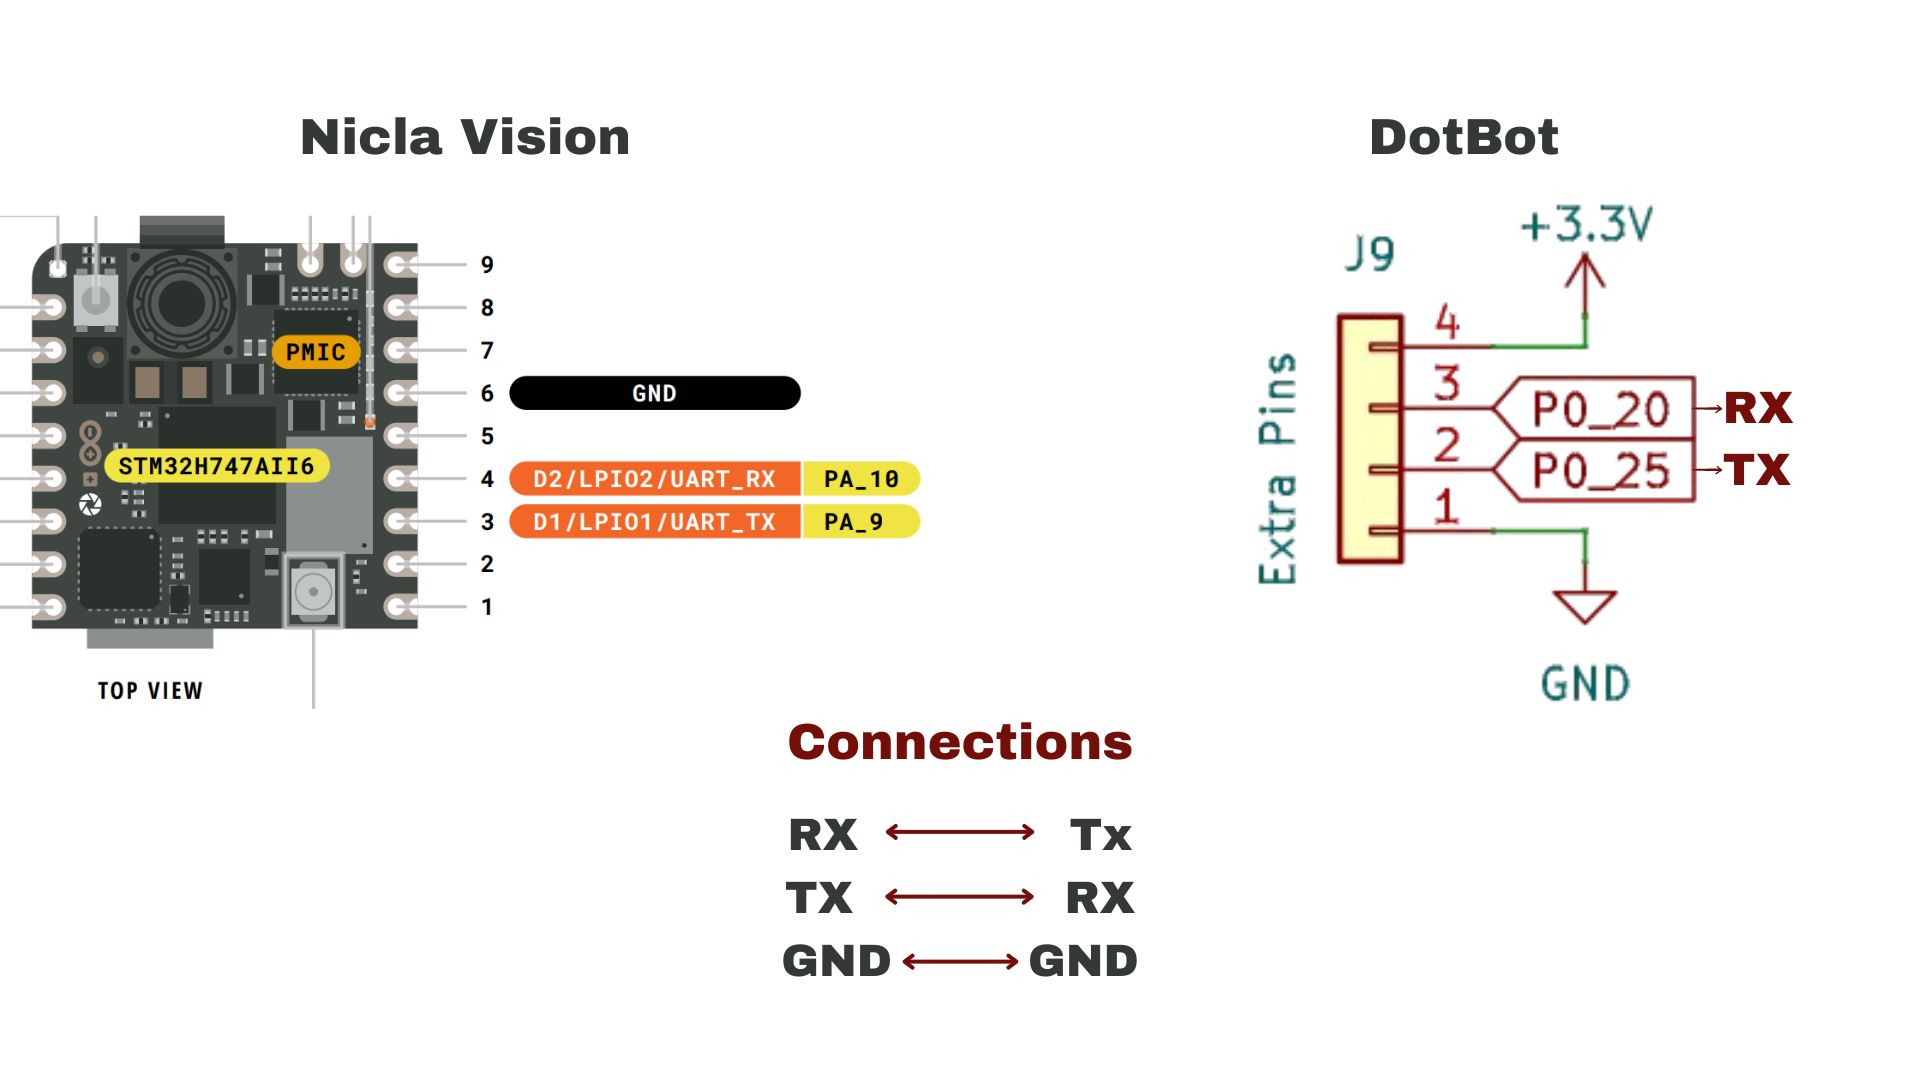 Nicla Vision
9
8
7
6 GND
5
4 D2/LPIO2/UART_RX PA_10
3 D1/LPIO1/UART_TX PA_9
2
1
PMIC
STM32H747AII6
TOP VIEW
DotBot
J9
+3.3V
Extra Pins
4
3 P0_20 RX
2 P0_25 TX
1
GND
Connections
RX Tx
TX RX
GND GND